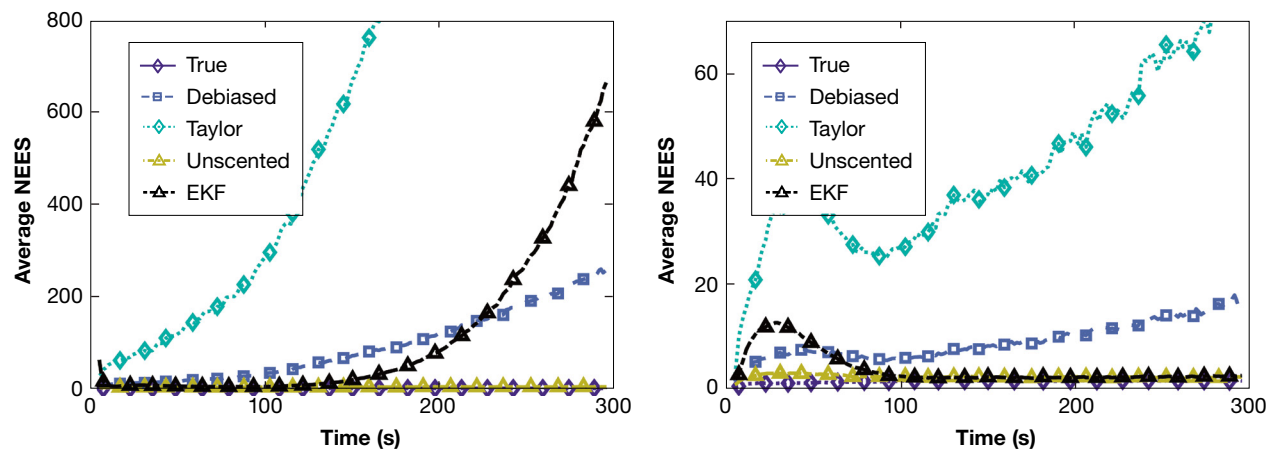 800
600
400
200
0
Average NEES
True
Debiased
Taylor
Unscented
EKF
0
100
200
300
Time (s)
60
40
20
0
Average NEES
True
Debiased
Taylor
Unscented
EKF
0
100
200
300
Time (s)